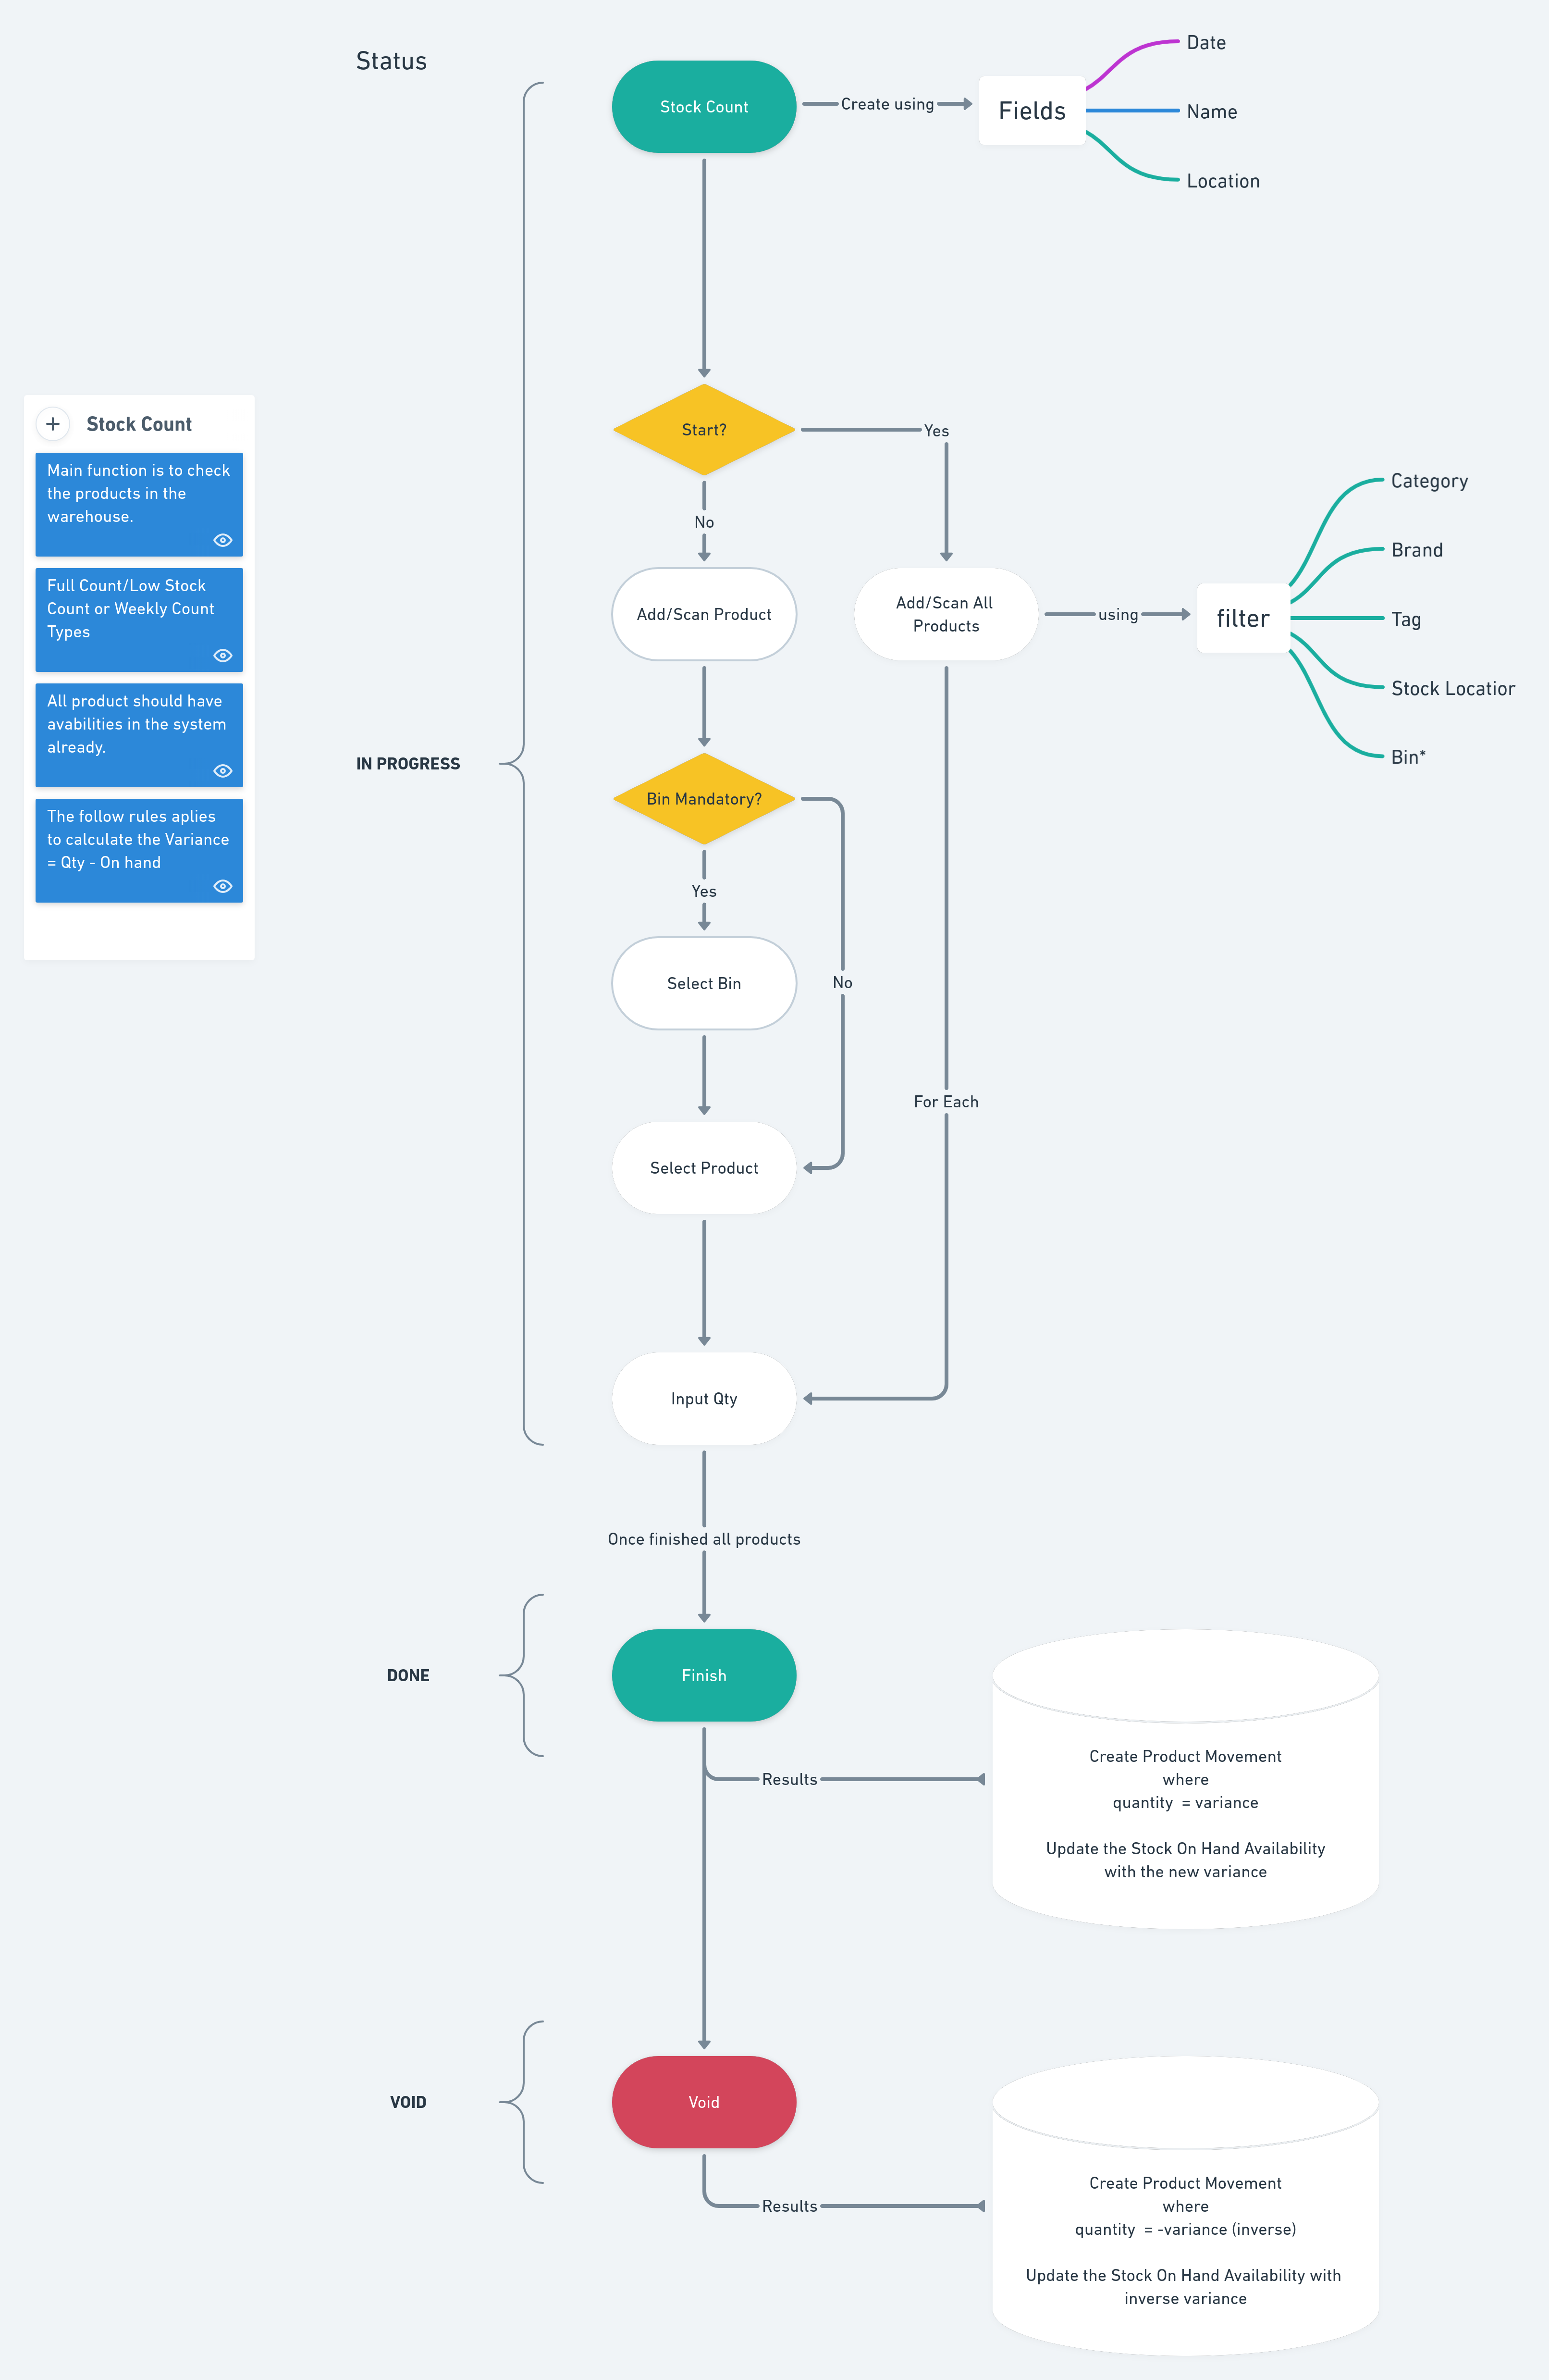 Status
Stock Count
Create using
Fields
Date
Name
Location
Start?
Yes
No
Add/Scan Product
Add/Scan All
Products
using
filter
Category
Brand
Tag
Stock Locatior
Bin*
Stock Count
Main function is to check
the products in the
warehouse.
Full Count/Low Stock
Count or Weekly Count
Types
All product should have
avabilities in the system
already.
The follow rules aplies
to calculate the Variance
= Qty - On hand
IN PROGRESS
Bin Mandatory?
Yes
No
Select Bin
For Each
Select Product
Input Qty
Once finished all products
DONE
Finish
Results
Create Product Movement
where
quantity = variance
Update the Stock On Hand Availability
with the new variance
VOID
Void
Results
Create Product Movement
where
quantity = -variance (inverse)
Update the Stock On Hand Availability with
inverse variance